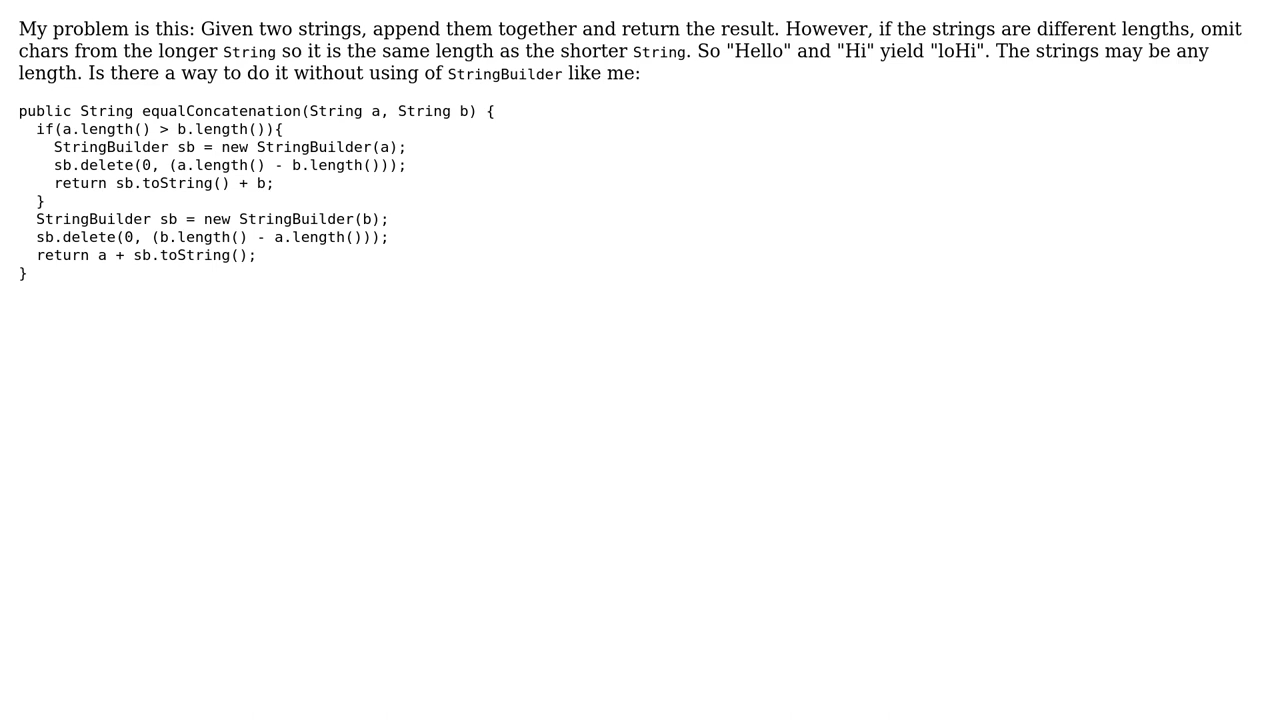 My problem is this: Given two strings, append them together and return the result. However, if the strings are different lengths, omit
chars from the longer String so it is the same length as the shorter String. So "Hello" and "Hi" yield "loHi". The strings may be any
length. Is there a way to do it without using of StringBuilder like me:
public String equalConcatenation(String a, String b) {
  if(a.length() > b.length()){
    StringBuilder sb = new StringBuilder(a);
    sb.delete(0, (a.length() - b.length()));
    return sb.toString() + b;
  }
  StringBuilder sb = new StringBuilder(b);
  sb.delete(0, (b.length() - a.length()));
  return a + sb.toString();
}